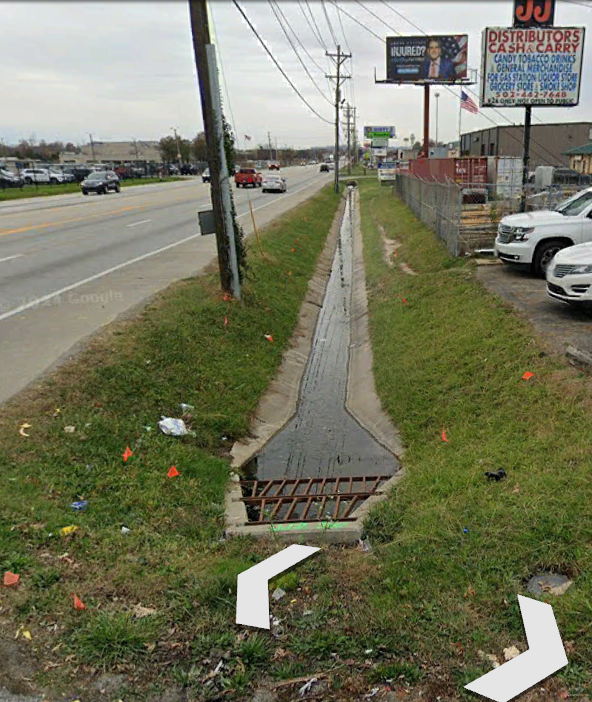 JJ
DISTRIBUTORS
CASH & CARRY
CANDY TOBACCO DRINKS
GENERAL MERCHANDISE
FOR GAS STATION LIQUOR STORE
GROCERY STORE SMOKE SHOP
502-442-7648
INJURED?
Google